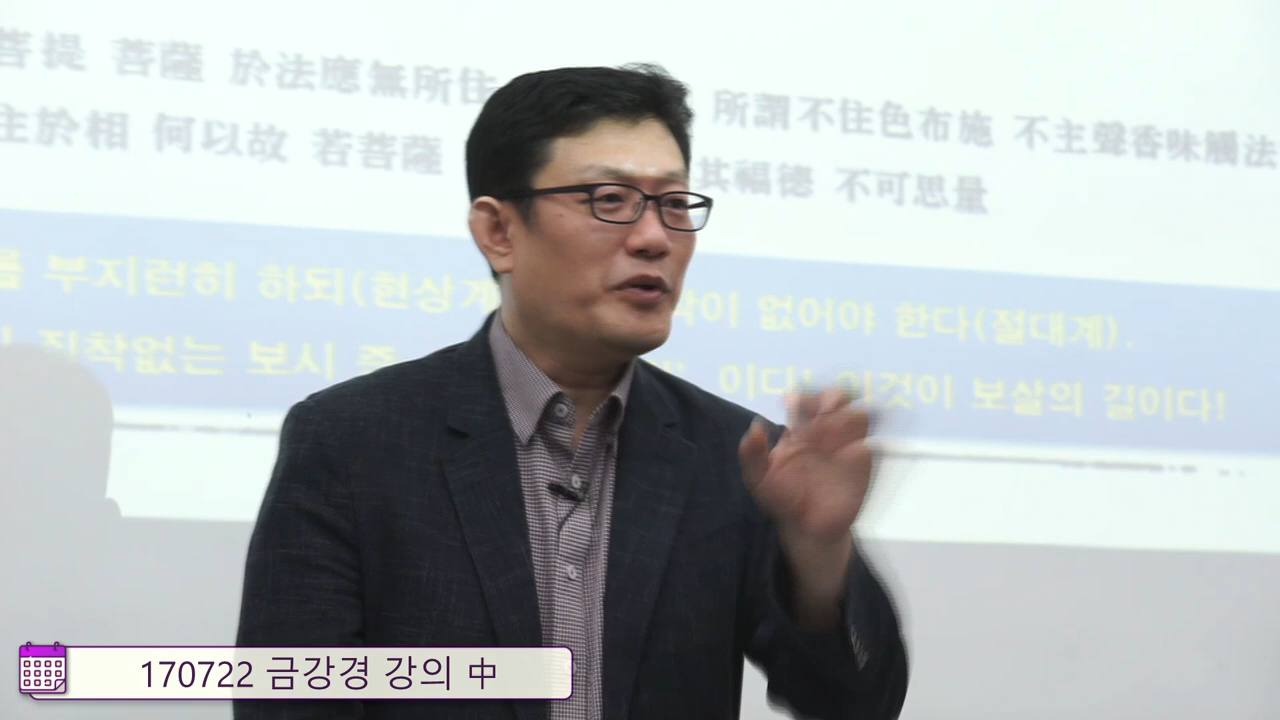 菩提 菩薩 於法應無所住 所謂不住色布施 不主聲香味觸法
主於相 何以故 若菩薩 共福德 不可思量
를 부지런히 하되(현상계 이 없어야 한다(절대계).
집착없는 보시 이다! 이것이 보살의 길이다!
170722 금강경 강의 中